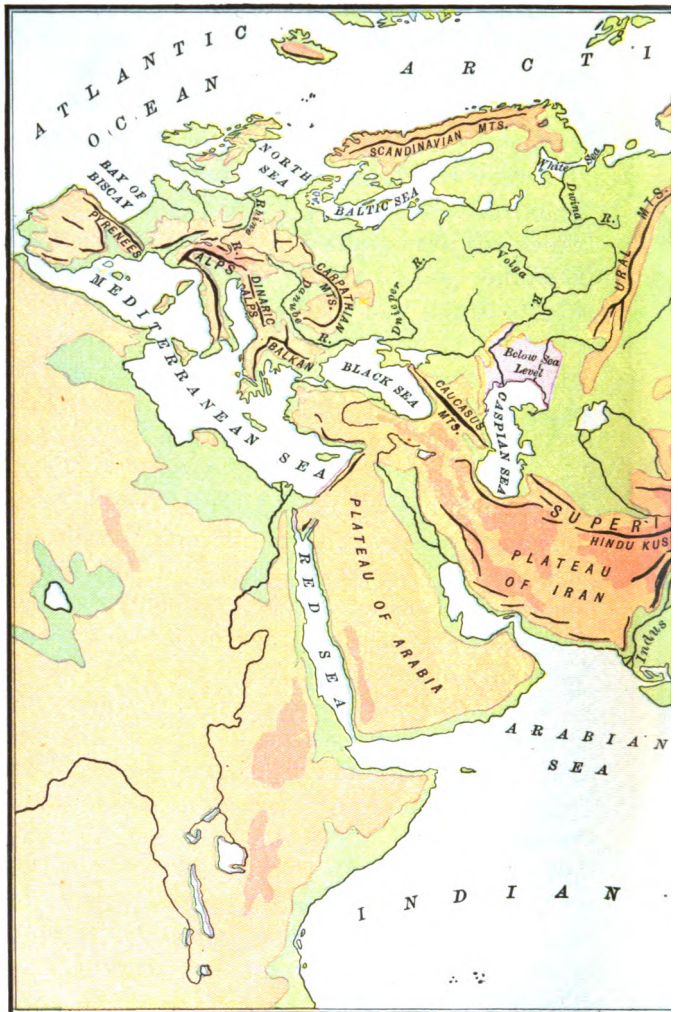 ATLANTIC
OCEAN
ARCTI
SCANDINAVIAN MTS.
NORTH
SEA
White Sea
BAY OF
BISCAY
BALTIC SEA
Dwina
R.
Rhine
R.
PYRENEES
ALPS
DINARIC
ALPS
CARPATHIAN
MTS.
Danube
Dnieper
R.
Volga
R.
URAL MTS.
MEDITERRANEAN SEA
BALKAN
BLACK SEA
Below Sea
Level
CAUCASUS
MTS.
CASPIAN SEA
SUPERI
HINDU KUS
PLATEAU
OF IRAN
PLATEAU OF ARABIA
RED SEA
Indus
ARABIAN
SEA
INDIAN